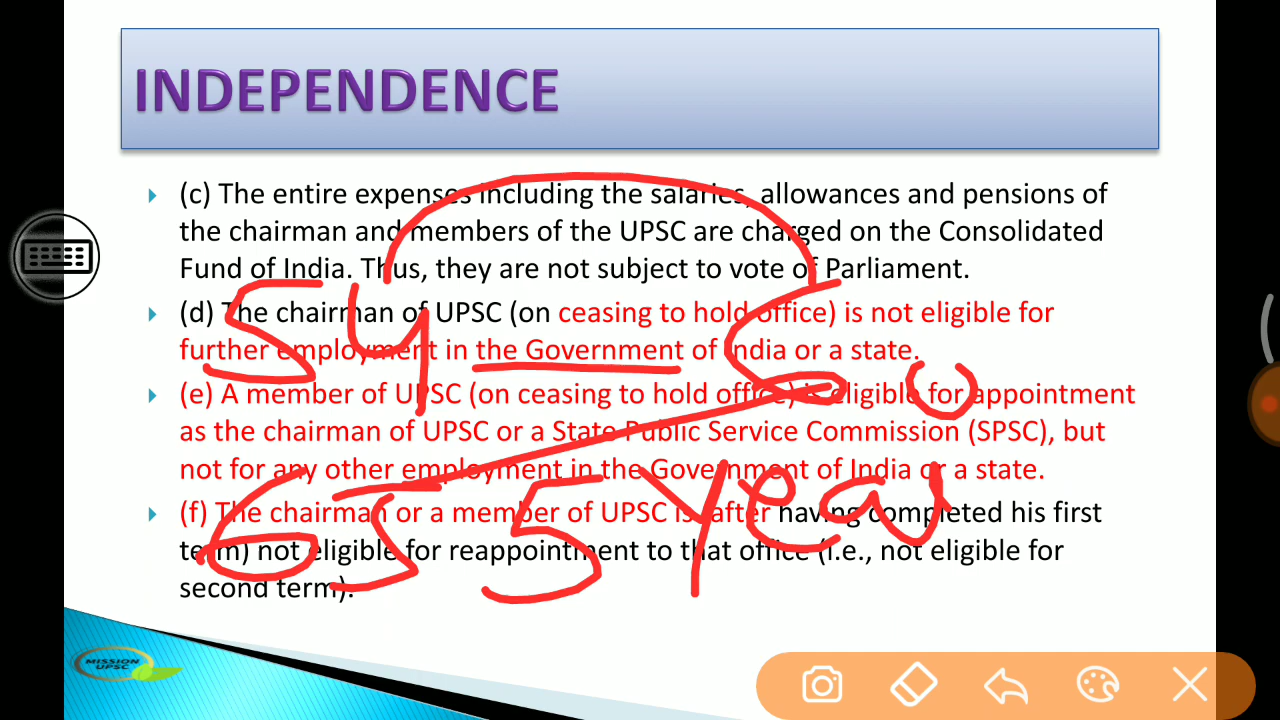 INDEPENDENCE
(c) The entire expenses including the salaries, allowances and pensions of
the chairman and members of the UPSC are charged on the Consolidated
Fund of India. Thus, they are not subject to vote of Parliament.
(d) The chairman of UPSC (on ceasing to hold office) is not eligible for
further employment in the Government of India or a state.
(e) A member of UPSC (on ceasing to hold office) is eligible for appointment
as the chairman of UPSC or a State Public Service Commission (SPSC), but
not for any other employment in the Government of India or a state.
(f) The chairman or a member of UPSC is (after having completed his first
term) not eligible for reappointment to that office (i.e., not eligible for
second term).
54 60
65 5 Year
MISSION
UPSC